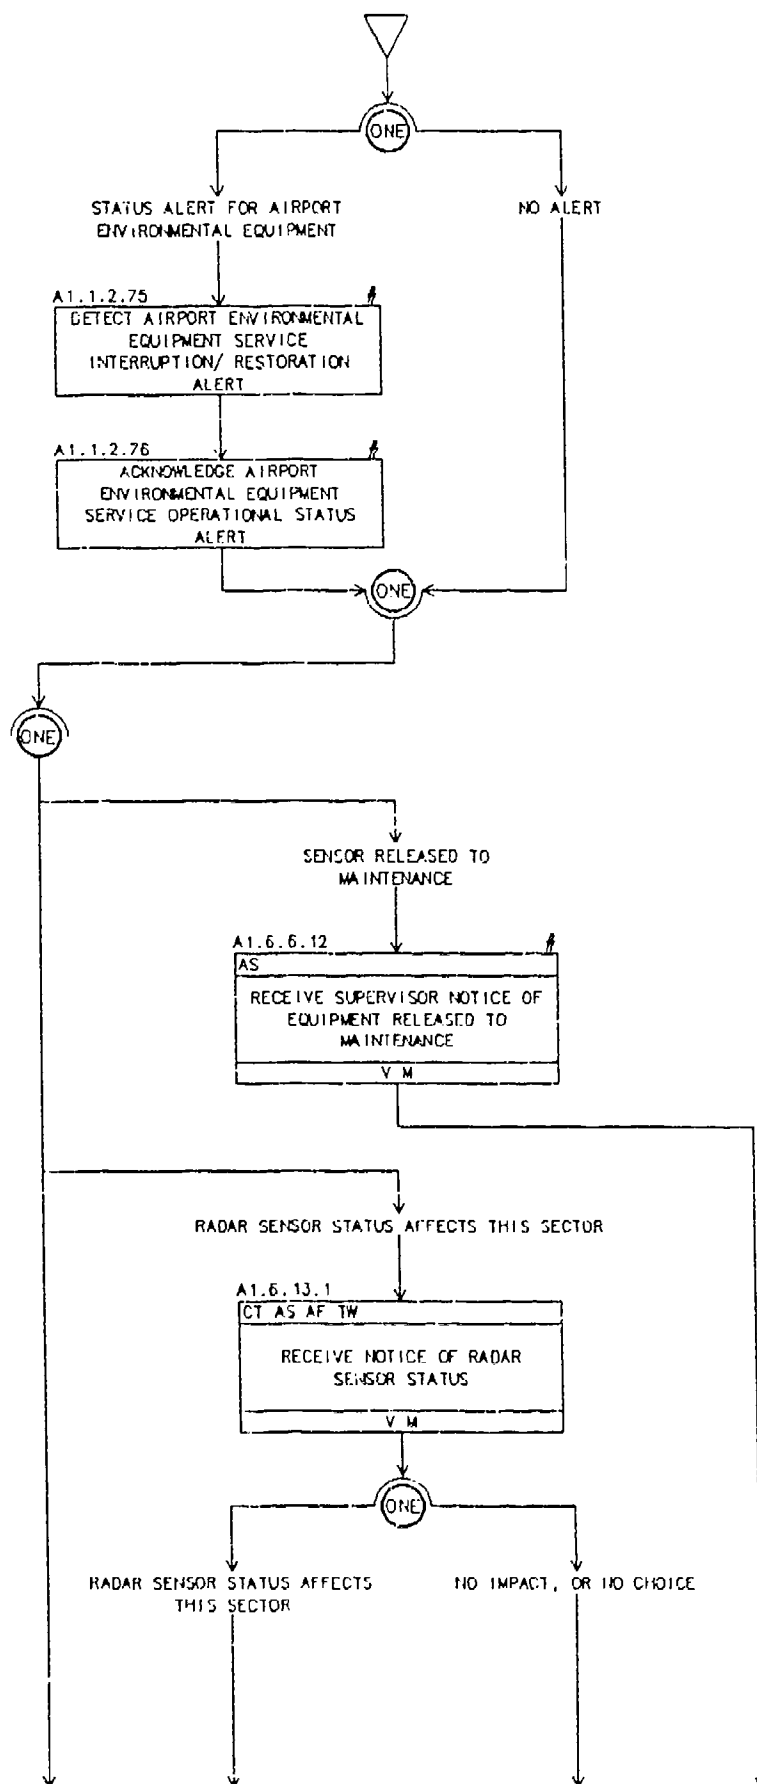 ONE
STATUS ALERT FOR AIRPORT
ENVIRONMENTAL EQUIPMENT
NO ALERT
A1.1.2.75
DETECT AIRPORT ENVIRONMENTAL
EQUIPMENT SERVICE
INTERRUPTION/ RESTORATION
ALERT
A1.1.2.76
ACKNOWLEDGE AIRPORT
ENVIRONMENTAL EQUIPMENT
SERVICE OPERATIONAL STATUS
ALERT
ONE
ONE
SENSOR RELEASED TO
MAINTENANCE
A1.6.6.12
AS
RECEIVE SUPERVISOR NOTICE OF
EQUIPMENT RELEASED TO
MAINTENANCE
V M
RADAR SENSOR STATUS AFFECTS THIS SECTOR
A1.6.13.1
CT AS AF TW
RECEIVE NOTICE OF RADAR
SENSOR STATUS
V M
ONE
RADAR SENSOR STATUS AFFECTS
THIS SECTOR
NO IMPACT, OR NO CHOICE